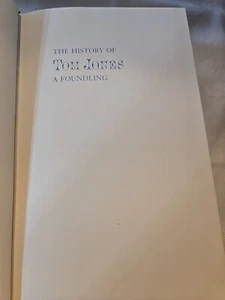 THE HISTORY OF
TOM JONES
A FOUNDLING